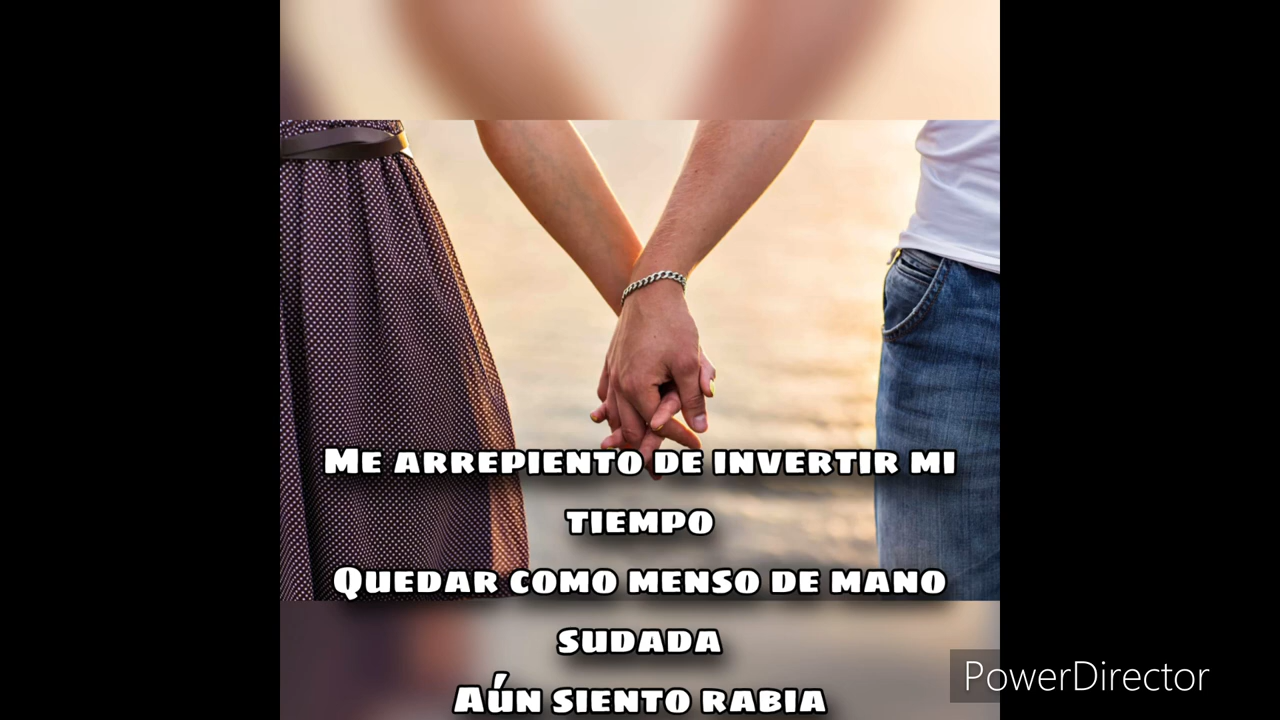 Me arrepiento de invertir mi
tiempo
Quedar como menso de mano
sudada
Aún siento rabia
PowerDirector